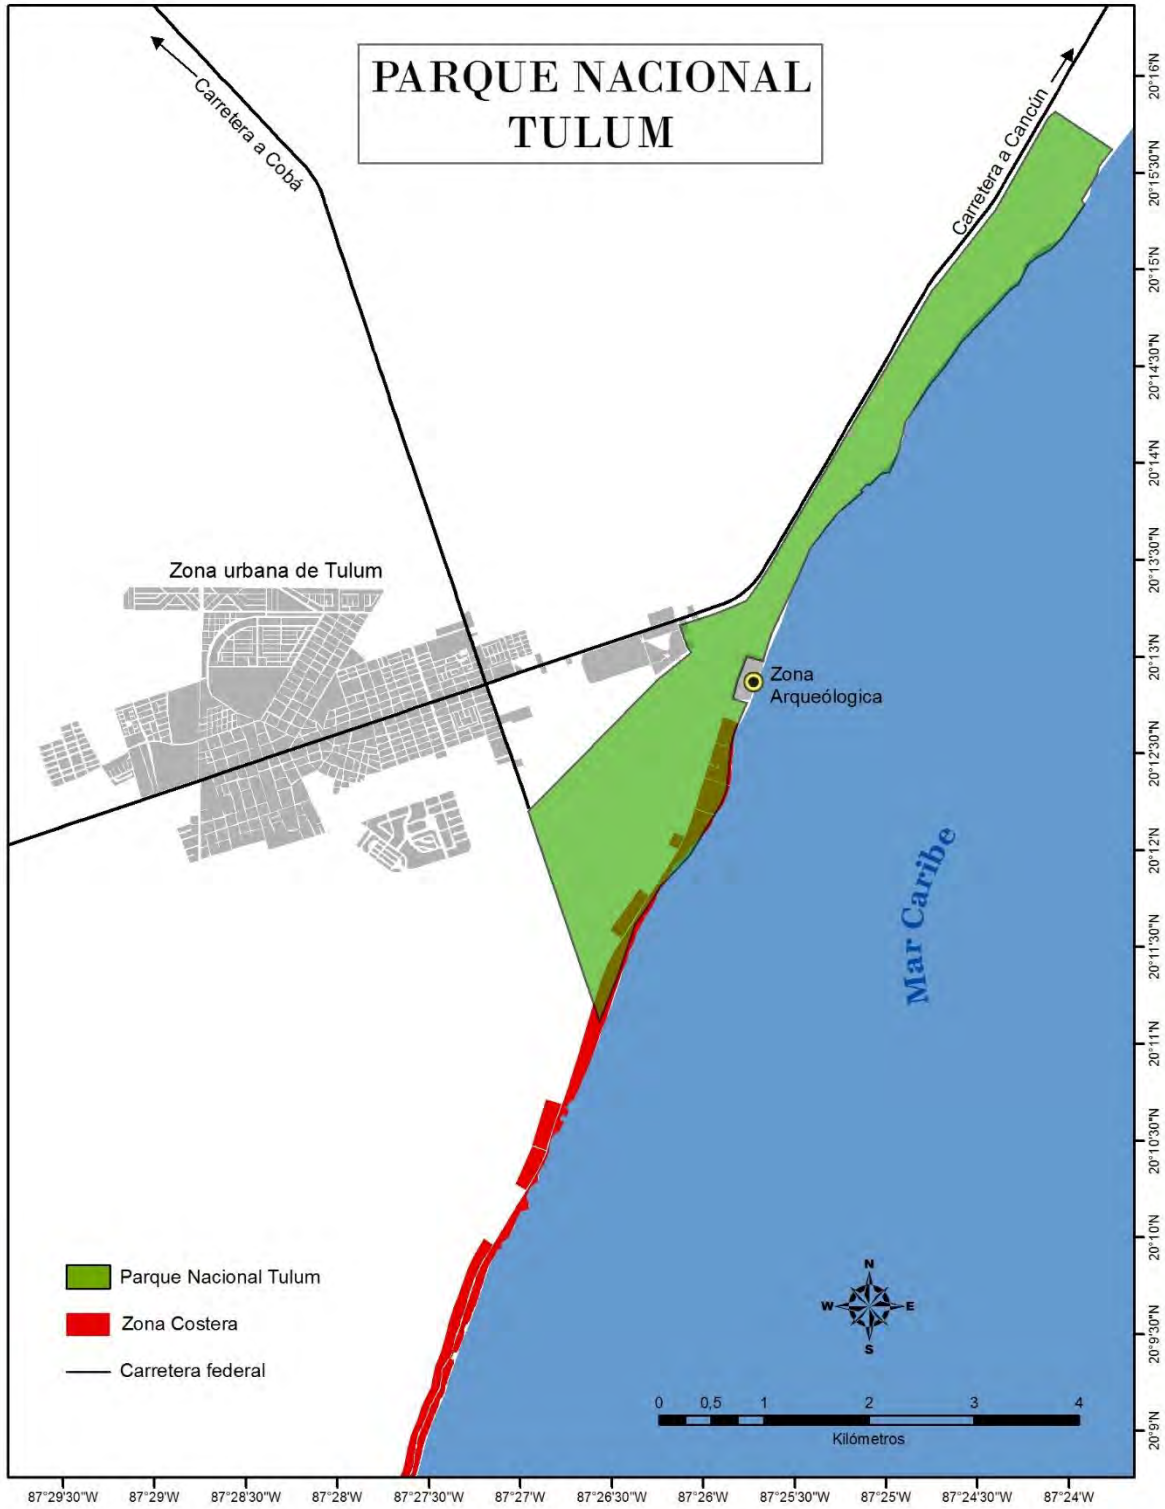 PARQUE NACIONAL
TULUM
Carretera a Cobá
Carretera a Cancún
Zona urbana de Tulum
Zona
Arqueólogica
Mar Caribe
Parque Nacional Tulum
Zona Costera
Carretera federal
N
W
E
S
0 0,5 1 2 3 4
Kilómetros
20°16'N
20°15'30"N
20°15'N
20°14'30"N
20°14'N
20°13'30"N
20°13'N
20°12'30"N
20°12'N
20°11'30"N
20°11'N
20°10'30"N
20°10'N
20°9'30"N
20°9'N
87°29'30'W 87°29'W 87°28'30'W 87°28'W 87°27'30'W 87°27'W 87°26'30'W 87°26'W 87°25'30'W 87°25'W 87°24'30'W 87°24'W